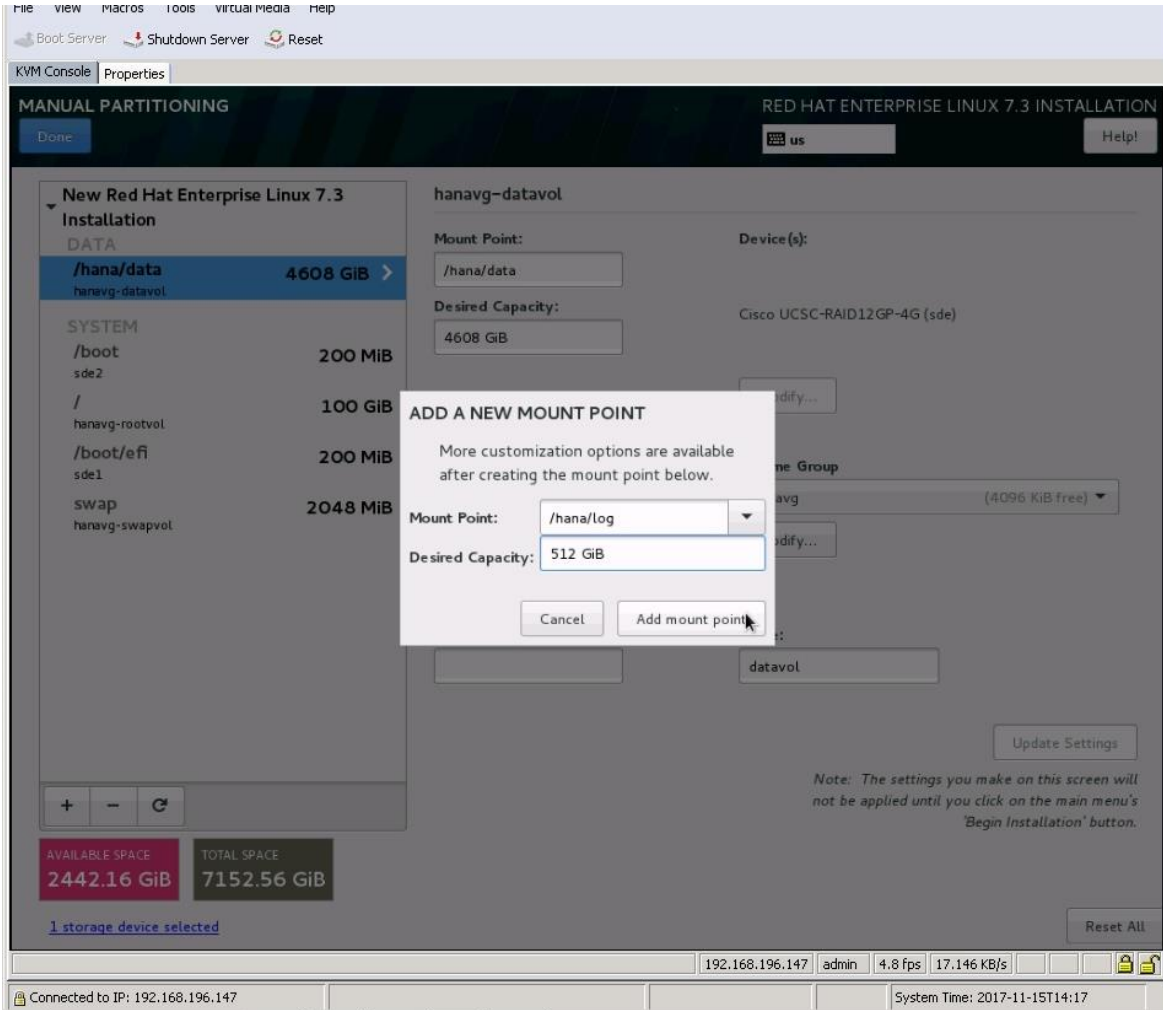 File View Macros Tools Virtual Media Help
Boot Server Shutdown Server Reset
KVM Console Properties
MANUAL PARTITIONING
RED HAT ENTERPRISE LINUX 7.3 INSTALLATION
Done
us
Help!
New Red Hat Enterprise Linux 7.3
Installation
DATA
/hana/data 4608 GiB
hanavg-datavol
SYSTEM
/boot 200 MiB
sde2
/ 100 GiB
hanavg-rootvol
/boot/efi 200 MiB
sde1
swap 2048 MiB
hanavg-swapvol
+ −
AVAILABLE SPACE
2442.16 GiB
TOTAL SPACE
7152.56 GiB
1 storage device selected
hanavg-datavol
Mount Point:
/hana/data
Desired Capacity:
4608 GiB
Device(s):
Cisco UCSC-RAID12GP-4G (sde)
dify...
me Group
avg (4096 KiB free)
dify...
:
datavol
Update Settings
Note: The settings you make on this screen will
not be applied until you click on the main menu's
'Begin Installation' button.
Reset All
ADD A NEW MOUNT POINT
More customization options are available
after creating the mount point below.
Mount Point: /hana/log
Desired Capacity: 512 GiB
Cancel Add mount point
192.168.196.147 admin 4.8 fps 17.146 KB/s
Connected to IP: 192.168.196.147 System Time: 2017-11-15T14:17